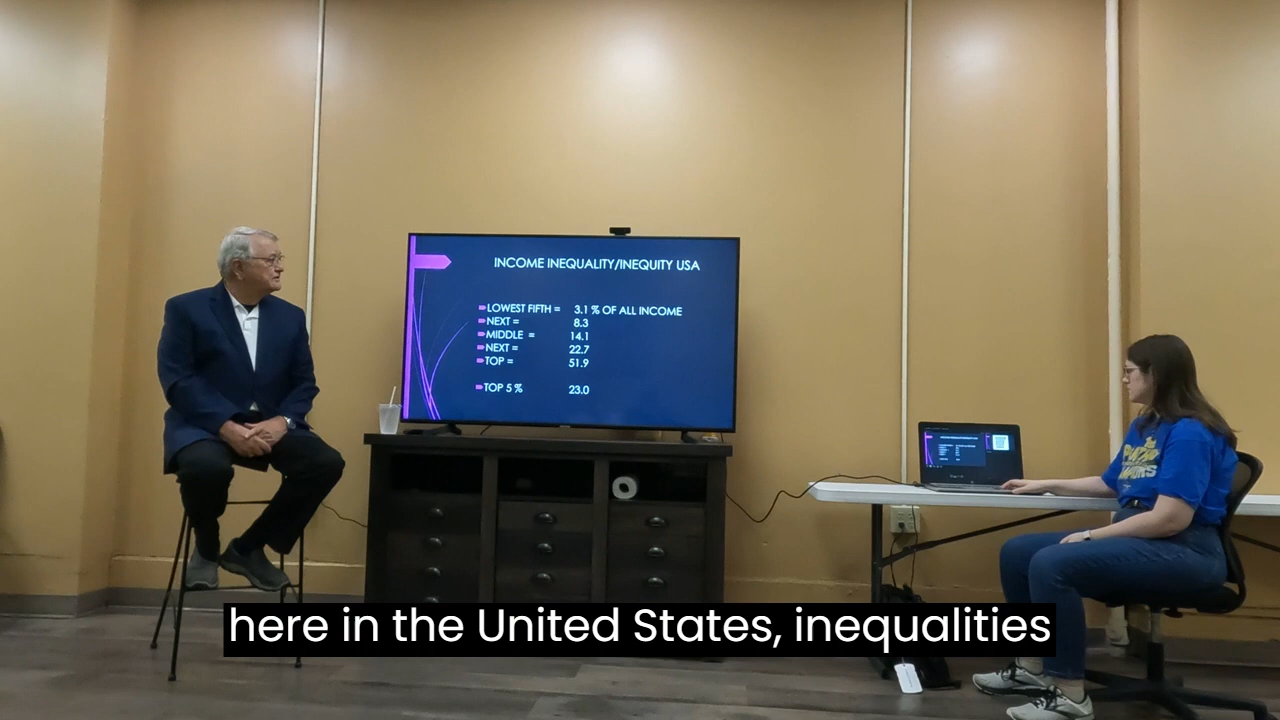 INCOME INEQUALITY/INEQUITY USA
LOWEST FIFTH = 3.1 % OF ALL INCOME
NEXT = 8.3
MIDDLE = 14.1
NEXT = 22.7
TOP = 51.9
TOP 5 % 23.0
here in the United States, inequalities